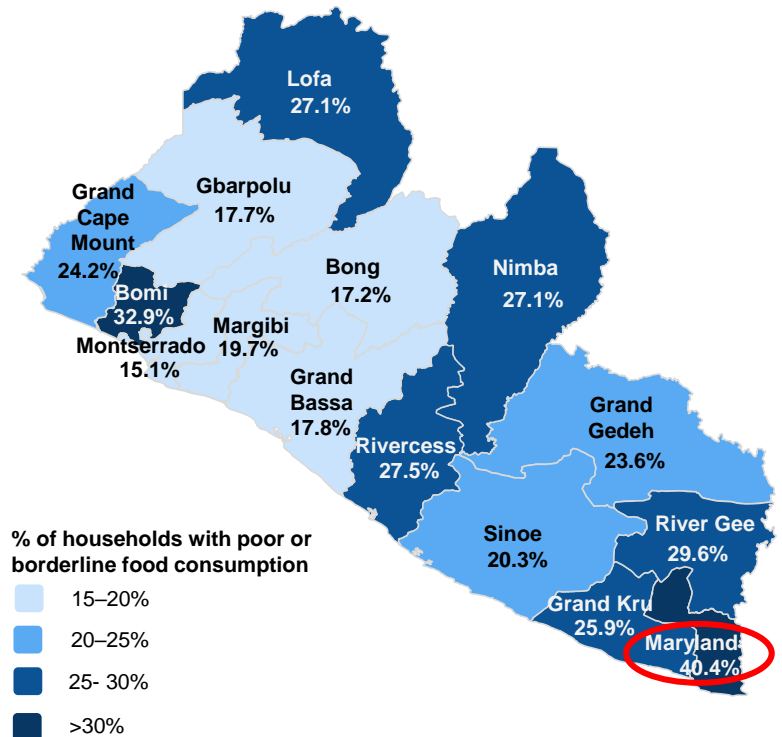 Lofa
27.1%
Gbarpolu
17.7%
Grand
Cape
Mount
24.2%
Bong
17.2%
Nimba
27.1%
Bomi
32.9%
Margibi
19.7%
Montserrado
15.1%
Grand
Bassa
17.8%
Grand
Gedeh
23.6%
Rivercess
27.5%
Sinoe
20.3%
River Gee
29.6%
Grand Kru
25.9%
Maryland
40.4%
% of households with poor or
borderline food consumption
15–20%
20–25%
25- 30%
>30%